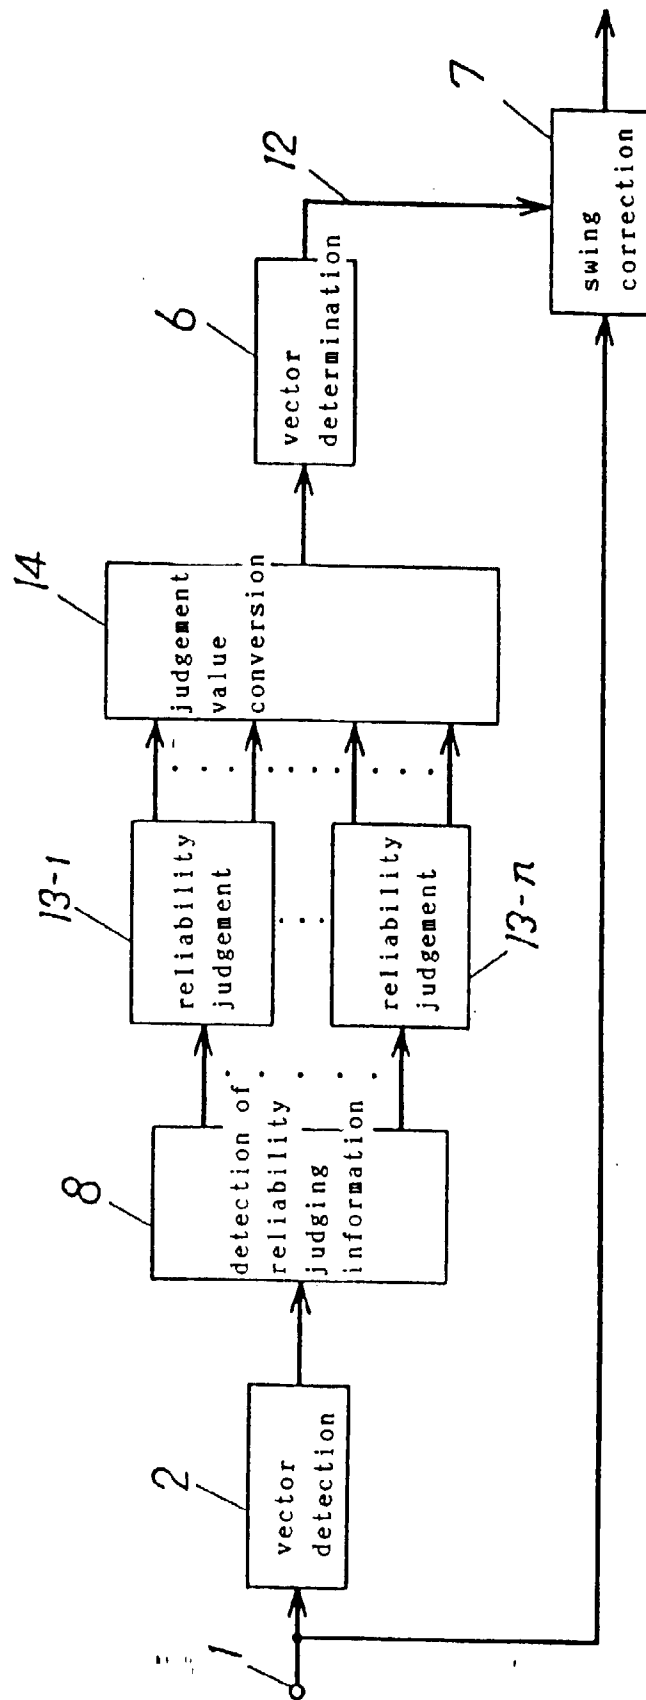 1
2
vector
detection
8
detection of
reliability
judging
information
13-1
reliability
judgement
13-n
reliability
judgement
14
judgement
value
conversion
6
vector
determination
12
7
swing
correction